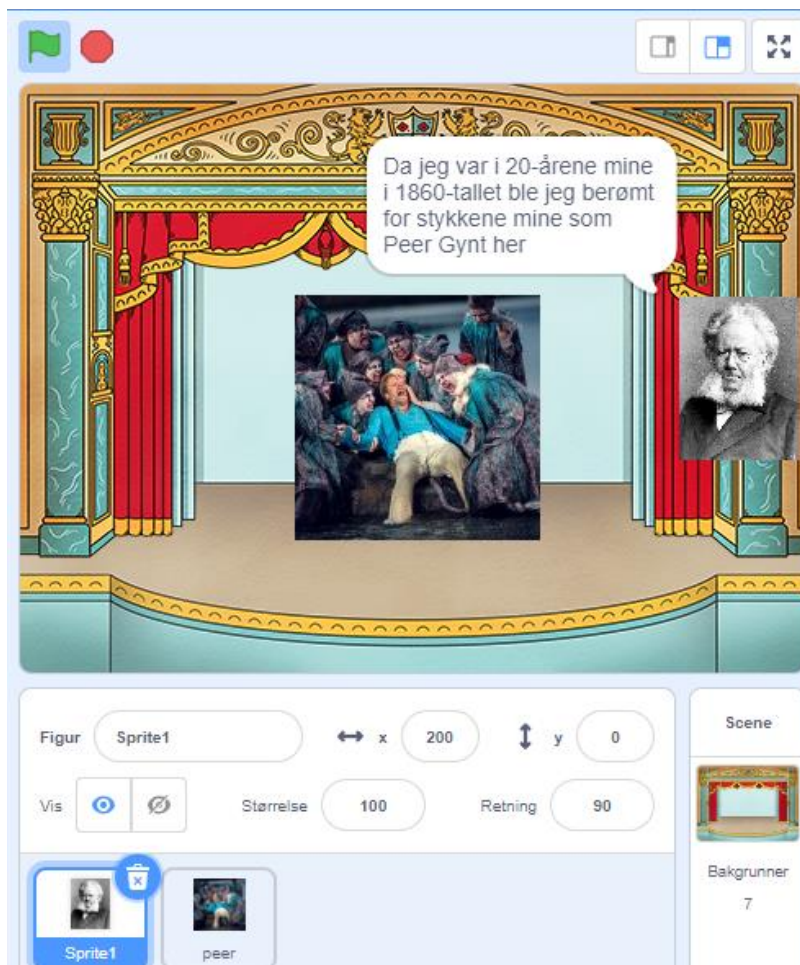 Da jeg var i 20-årene mine
i 1860-tallet ble jeg berømt
for stykkene mine som
Peer Gynt her
Figur Sprite1 x 200 y 0
Scene
Vis Størrelse 100 Retning 90
Bakgrunner
7
Sprite1
peer